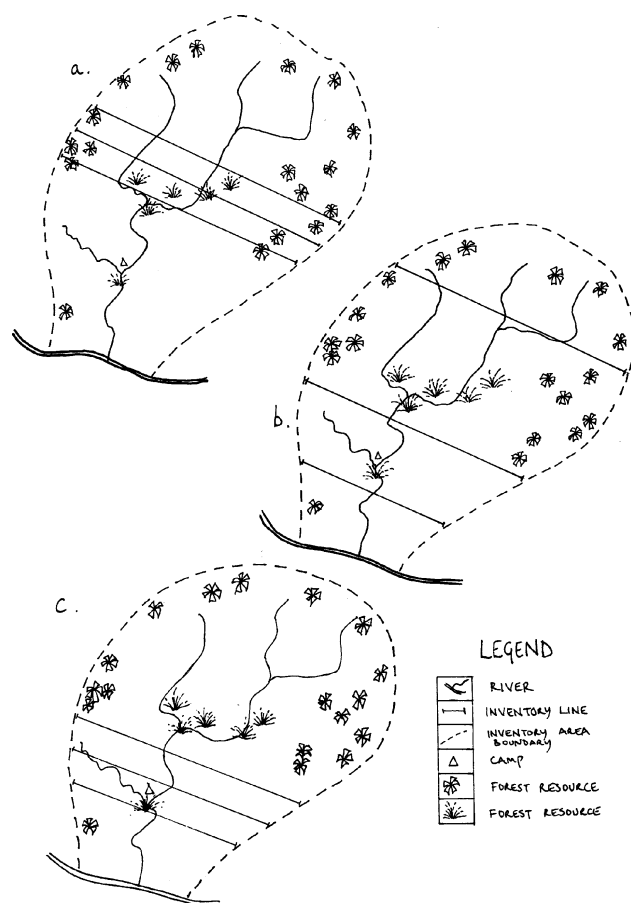 a.
b.
c.
LEGEND
RIVER
INVENTORY LINE
INVENTORY AREA
BOUNDARY
CAMP
FOREST RESOURCE
FOREST RESOURCE